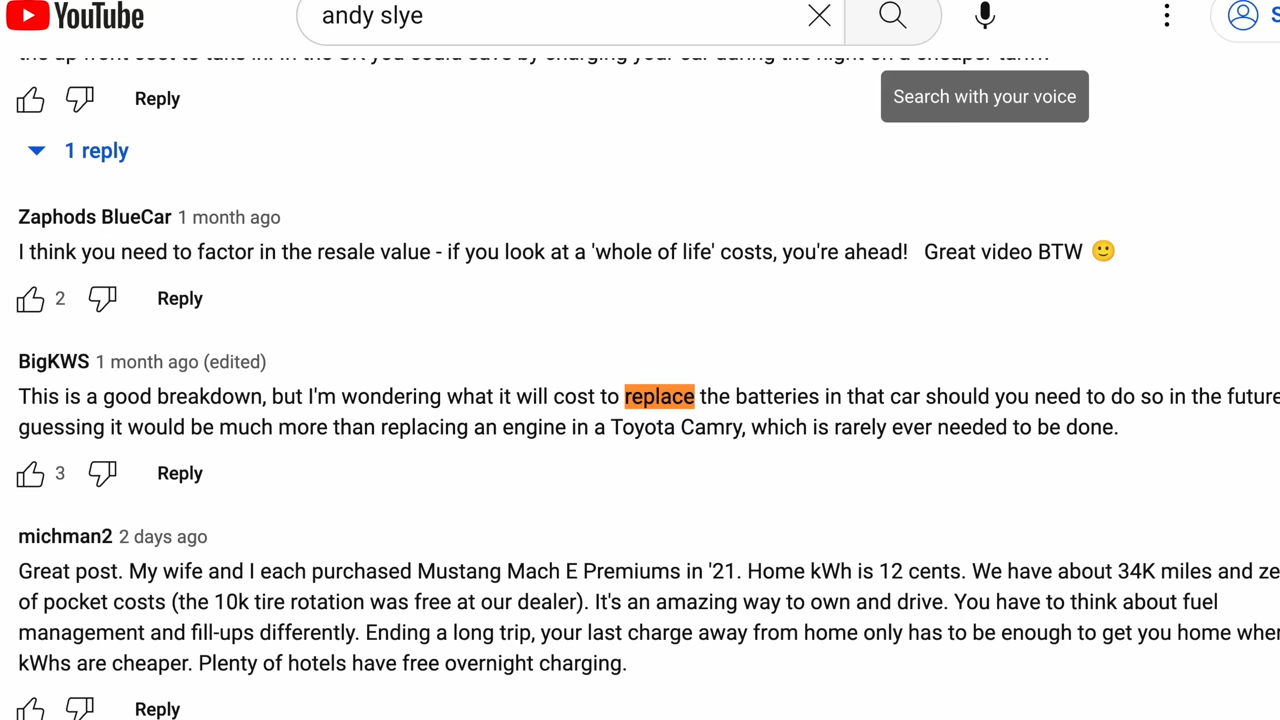 YouTube
andy slye
Search with your voice
Reply
1 reply
Zaphods BlueCar 1 month ago
I think you need to factor in the resale value - if you look at a 'whole of life' costs, you're ahead! Great video BTW 🙂
2 Reply
BigKWS 1 month ago (edited)
This is a good breakdown, but I'm wondering what it will cost to replace the batteries in that car should you need to do so in the future
guessing it would be much more than replacing an engine in a Toyota Camry, which is rarely ever needed to be done.
3 Reply
michman2 2 days ago
Great post. My wife and I each purchased Mustang Mach E Premiums in '21. Home kWh is 12 cents. We have about 34K miles and
of pocket costs (the 10k tire rotation was free at our dealer). It's an amazing way to own and drive. You have to think about fuel
management and fill-ups differently. Ending a long trip, your last charge away from home only has to be enough to get you home
kWhs are cheaper. Plenty of hotels have free overnight charging.
Reply